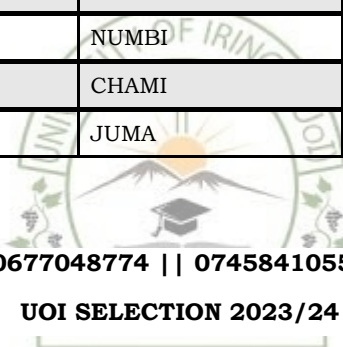 NUMBI
CHAMI
JUMA
0677048774 || 0745841055
UOI SELECTION 2023/24